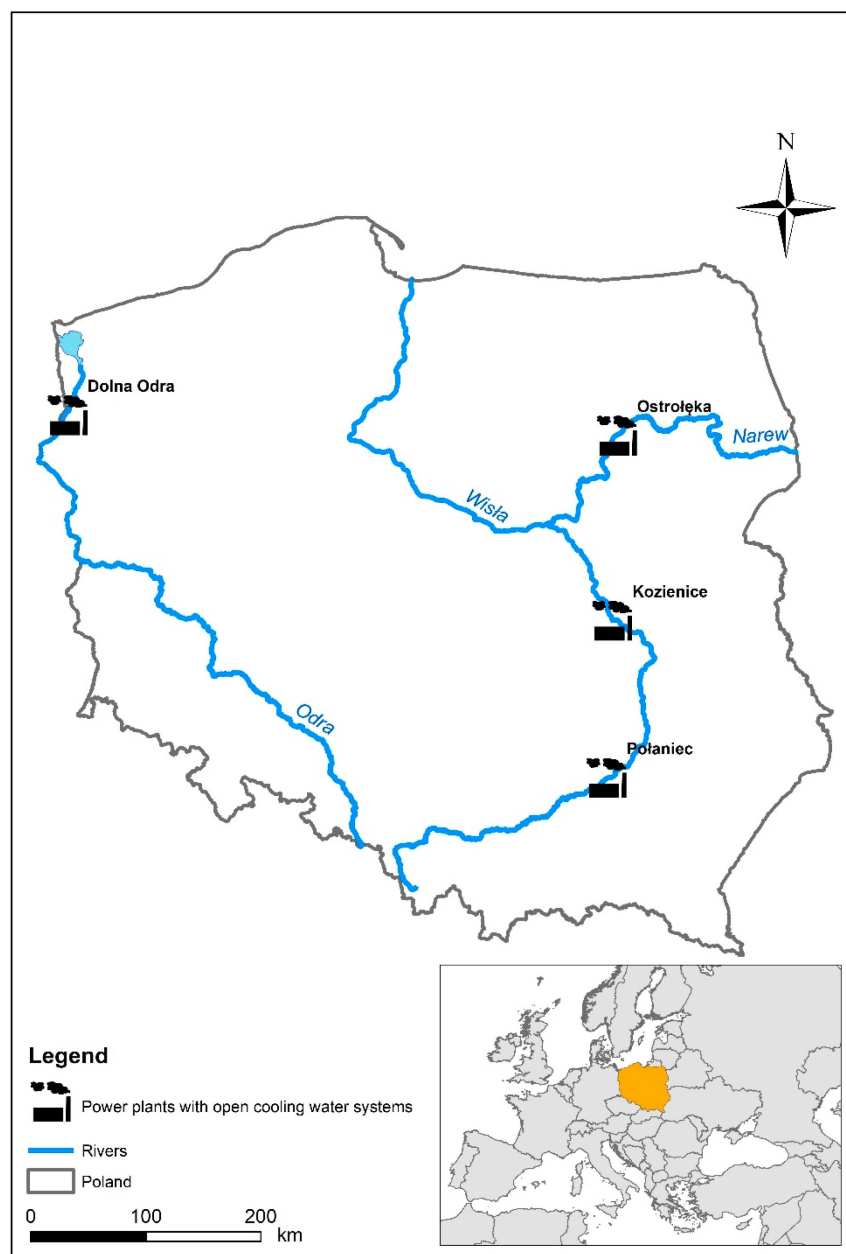 N
Dolna Odra
Ostrołęka
Narew
Wisła
Kozienice
Odra
Połaniec
Legend
Power plants with open cooling water systems
Rivers
Poland
0 100 200
km